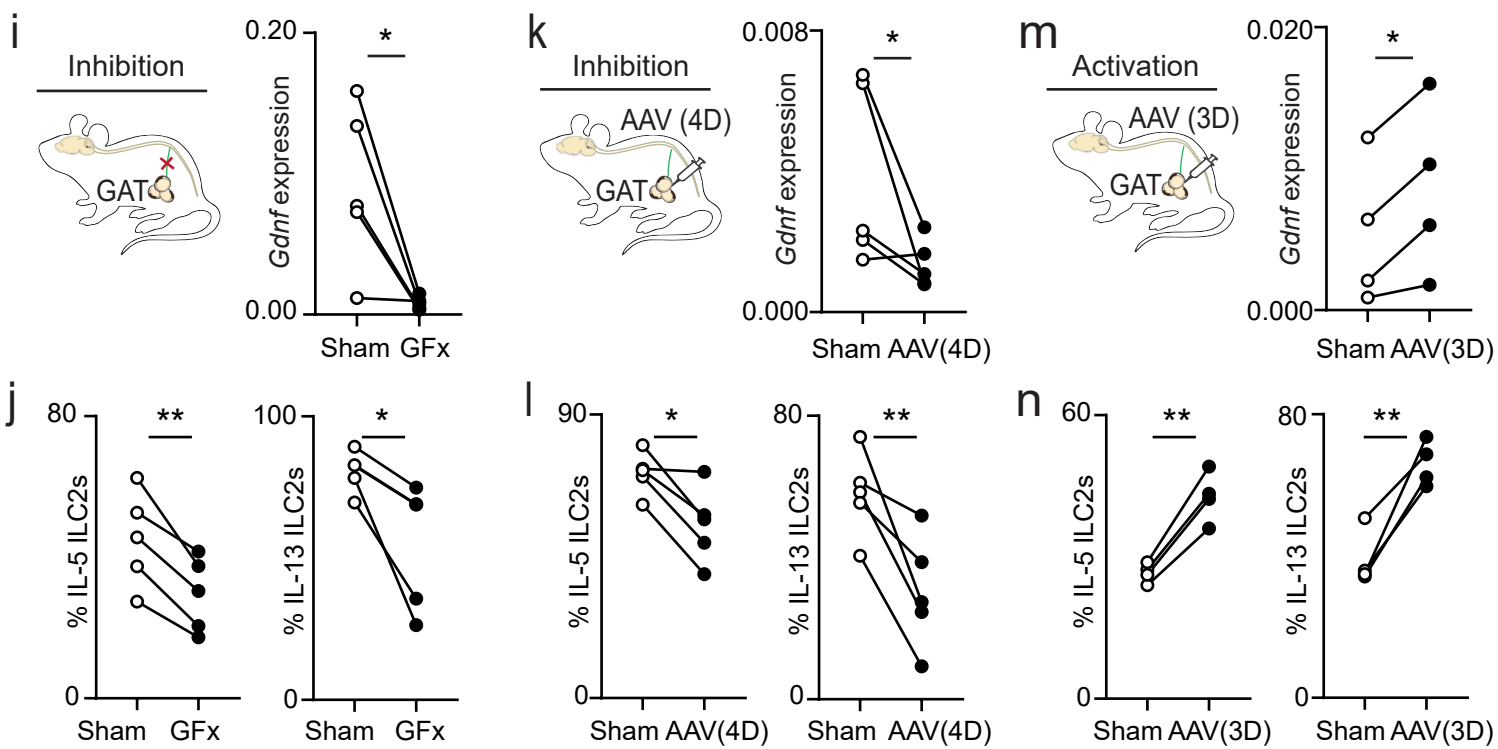 i
Inhibition
GAT
0.20
*
Gdnf expression
0.00
Sham GFx
k
Inhibition
AAV (4D)
GAT
0.008
*
Gdnf expression
0.000
Sham AAV(4D)
m
Activation
AAV (3D)
GAT
0.020
*
Gdnf expression
0.000
Sham AAV(3D)
j
80
**
% IL-5 ILC2s
0
Sham GFx
100
*
% IL-13 ILC2s
0
Sham GFx
l
90
*
% IL-5 ILC2s
0
Sham AAV(4D)
80
**
% IL-13 ILC2s
0
Sham AAV(4D)
n
60
**
% IL-5 ILC2s
0
Sham AAV(3D)
80
**
% IL-13 ILC2s
0
Sham AAV(3D)